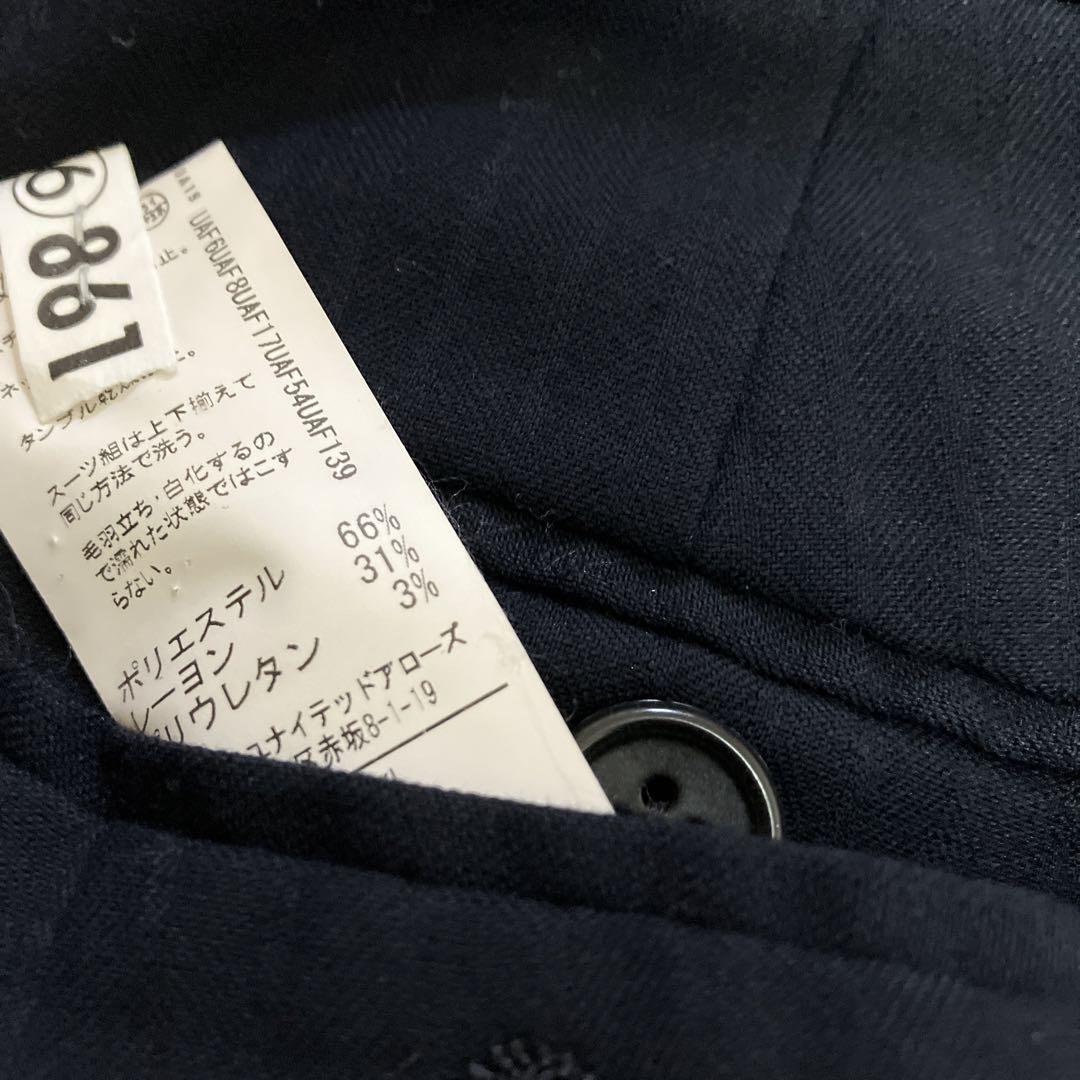 ⑥ 861
UAF6UAF8UAF17UAF54UAF139
止。
タンブル
スーツ組は上下揃えて
同じ方法で洗う。
毛羽立ち・白化するの
で濡れた状態ではこす
らない。
ポリエステル 66%
レーヨン 31%
ポリウレタン 3%
ユナイテッドアローズ
区赤坂8-1-19